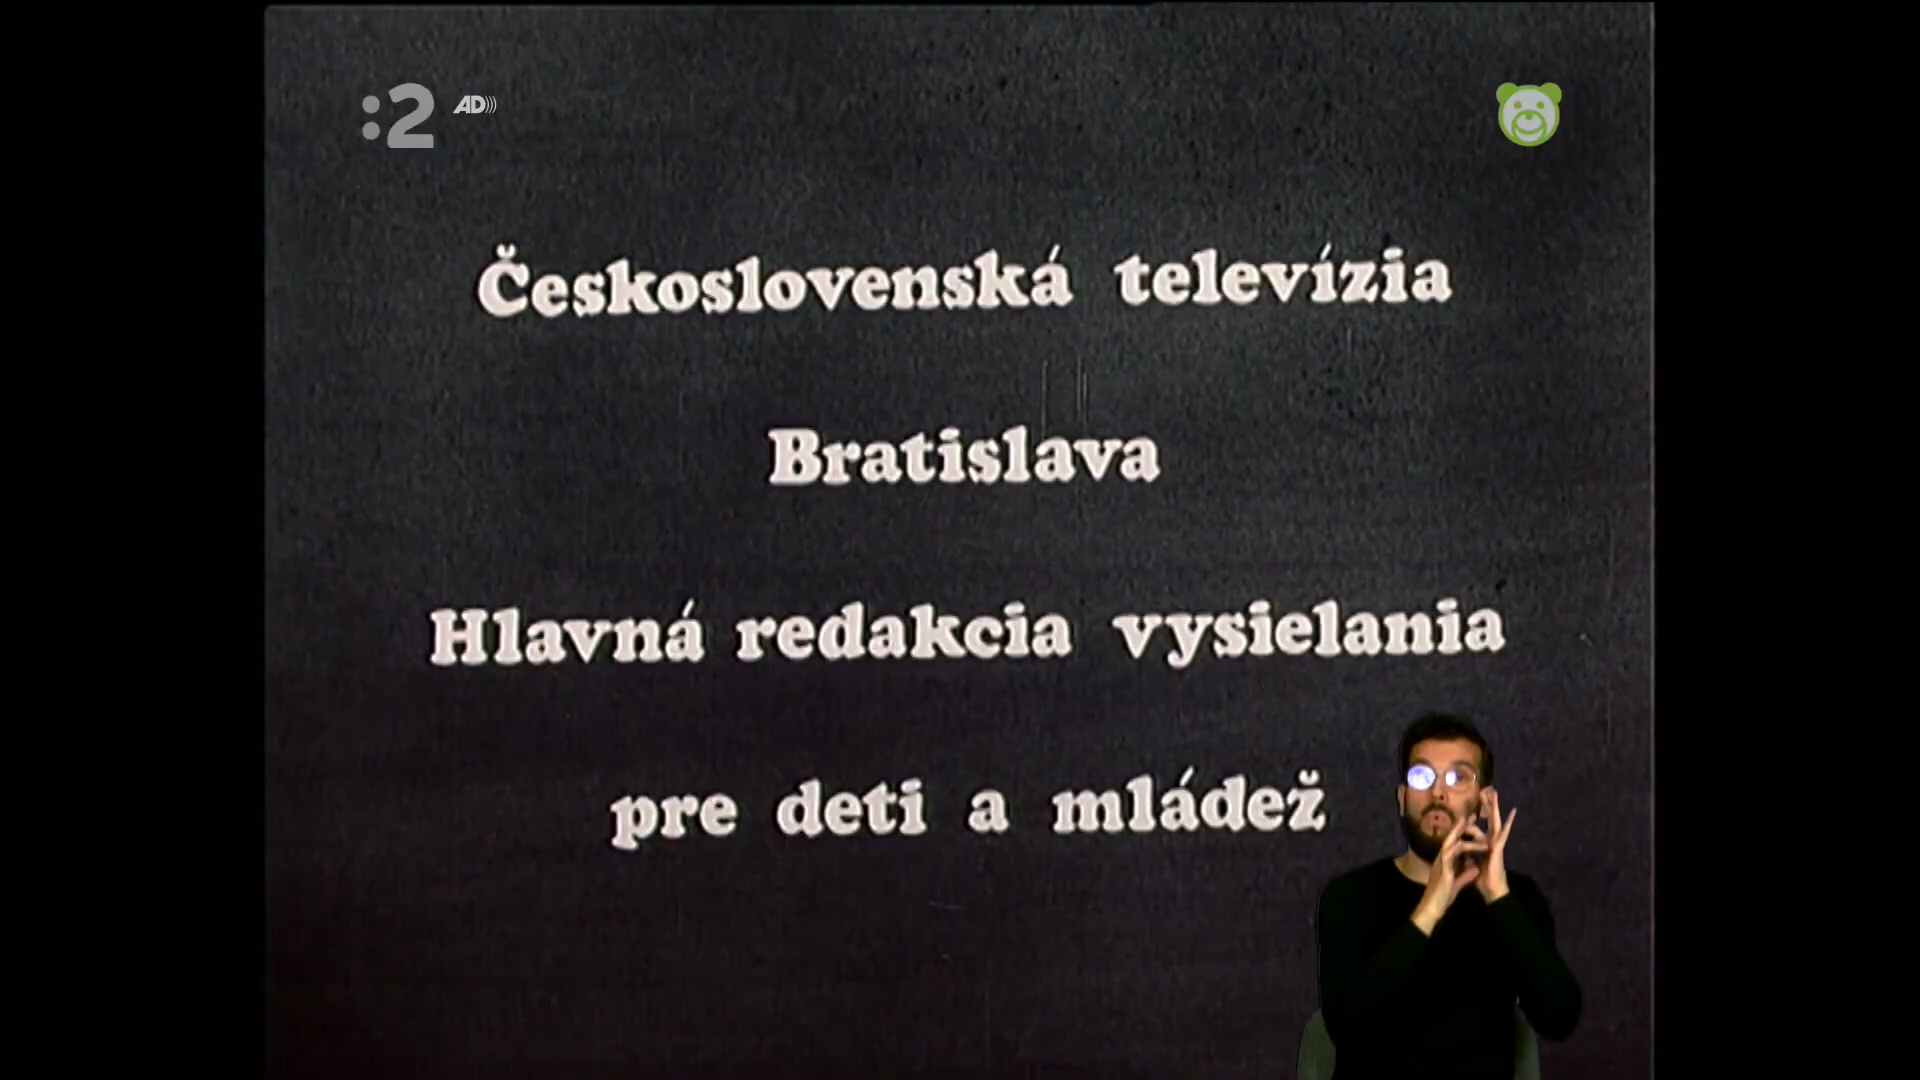 :2 AD)))
Československá televízia
Bratislava
Hlavná redakcia vysielania
pre deti a mládež